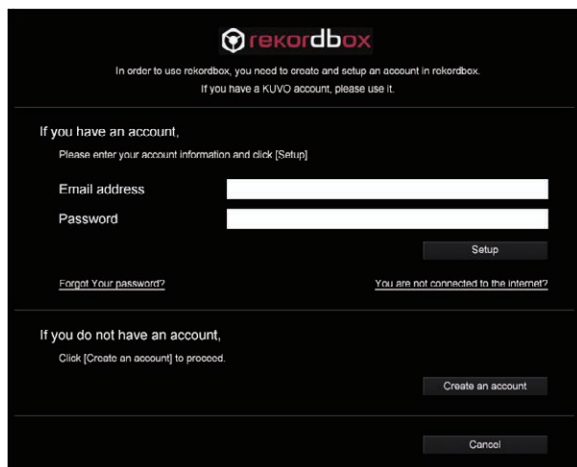 rekordbox
In order to use rekordbox, you need to create and setup an account in rekordbox.
If you have a KUVO account, please use it.
If you have an account,
Please enter your account information and click [Setup]
Email address
Password
Setup
Forgot Your password?
You are not connected to the internet?
If you do not have an account,
Click [Create an account] to proceed.
Create an account
Cancel